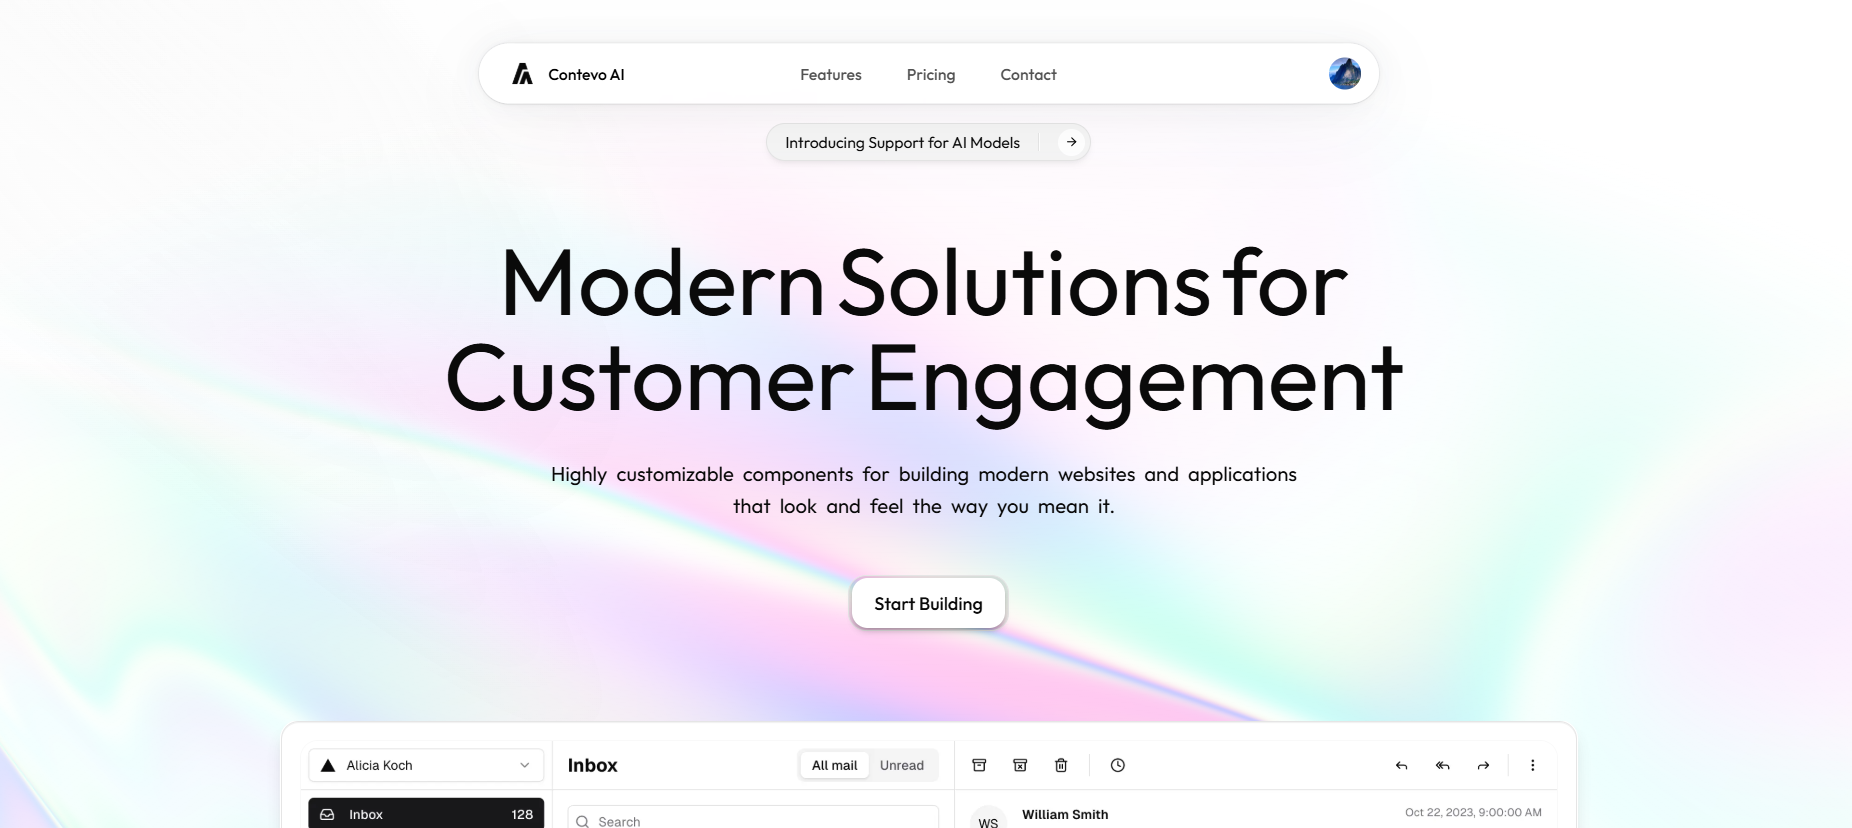 Contevo AI
Features
Pricing
Contact
Introducing Support for AI Models
Modern Solutions for
Customer Engagement
Highly customizable components for building modern websites and applications
that look and feel the way you mean it.
Start Building
Alicia Koch
Inbox
All mail
Unread
Inbox
128
Search
WS
William Smith
Oct 22, 2023, 9:00:00 AM